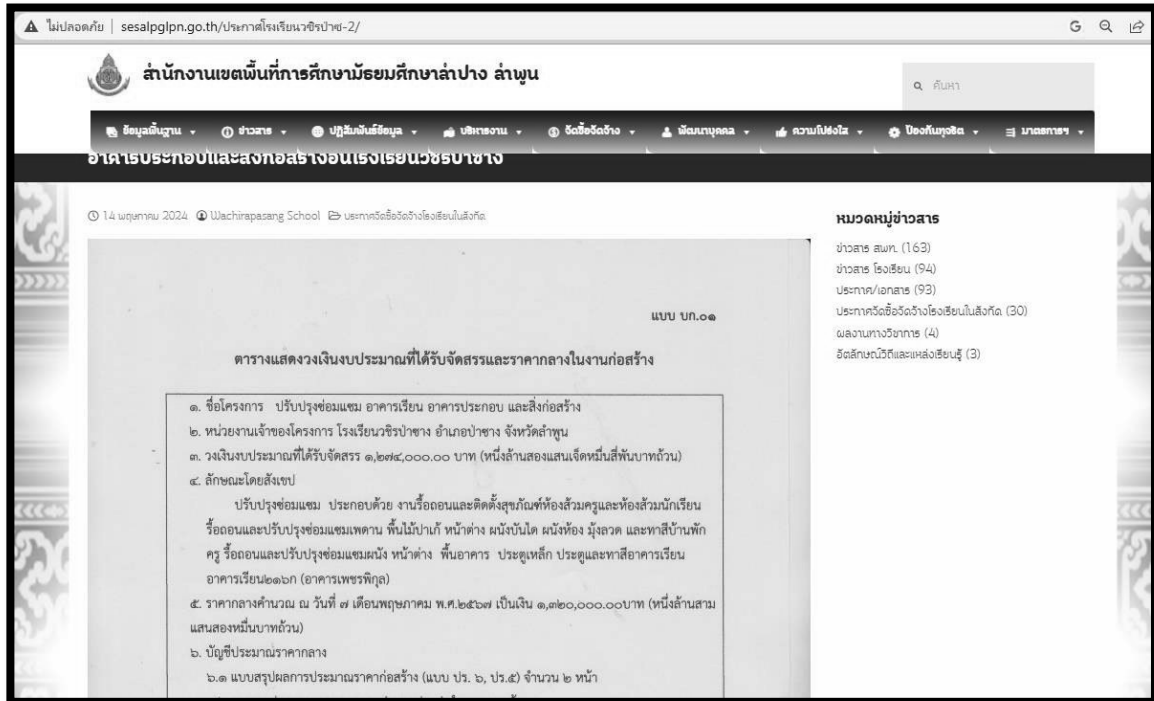 ไม่ปลอดภัย | sesalpglpn.go.th/ประกาศโรงเรียนวชิรป่าซ-2/
สำนักงานเขตพื้นที่การศึกษามัธยมศึกษาลำปาง ลำพูน
ค้นหา
ข้อมูลพื้นฐาน ข่าวสาร ปฏิสัมพันธ์ข้อมูล บริหารงาน จัดซื้อจัดจ้าง พัฒนาบุคคล ความโปร่งใส ป้องกันทุจริต มาตรการฯ
อาคารประกอบและสิ่งก่อสร้างอื่นโรงเรียนวชิรป่าซาง
14 พฤษภาคม 2024 Wachirapasang School ประกาศจัดซื้อจัดจ้างโรงเรียนในสังกัด
หมวดหมู่ข่าวสาร
ข่าวสาร สพท. (163)
ข่าวสาร โรงเรียน (94)
ประกาศ/เอกสาร (93)
ประกาศจัดซื้อจัดจ้างโรงเรียนในสังกัด (30)
ผลงานทางวิชาการ (4)
อัตลักษณ์วิถีและแหล่งเรียนรู้ (3)
แบบ บก.๐๑
ตารางแสดงวงเงินงบประมาณที่ได้รับจัดสรรและราคากลางในงานก่อสร้าง
๑. ชื่อโครงการ ปรับปรุงซ่อมแซม อาคารเรียน อาคารประกอบ และสิ่งก่อสร้าง
๒. หน่วยงานเจ้าของโครงการ โรงเรียนวชิรป่าซาง อำเภอป่าซาง จังหวัดลำพูน
๓. วงเงินงบประมาณที่ได้รับจัดสรร ๑,๒๗๔,๐๐๐.๐๐ บาท (หนึ่งล้านสองแสนเจ็ดหมื่นสี่พันบาทถ้วน)
๔. ลักษณะโดยสังเขป
ปรับปรุงซ่อมแซม ประกอบด้วย งานรื้อถอนและติดตั้งสุขภัณฑ์ห้องส้วมครูและห้องส้วมนักเรียน
รื้อถอนและปรับปรุงซ่อมแซมเพดาน พื้นไม้ปาเก้ หน้าต่าง ผนังบันได ผนังห้อง มุ้งลวด และทาสีบ้านพัก
ครู รื้อถอนและปรับปรุงซ่อมแซมผนัง หน้าต่าง พื้นอาคาร ประตูเหล็ก ประตูและทาสีอาคารเรียน
อาคารเรียน๒๑๖ก (อาคารเพชรพิกุล)
๕. ราคากลางคำนวณ ณ วันที่ ๗ เดือนพฤษภาคม พ.ศ.๒๕๖๗ เป็นเงิน ๑,๓๒๐,๐๐๐.๐๐บาท (หนึ่งล้านสาม
แสนสองหมื่นบาทถ้วน)
๖. บัญชีประมาณราคากลาง
๖.๑ แบบสรุปผลการประมาณราคาก่อสร้าง (แบบ ปร. ๖, ปร.๕) จำนวน ๒ หน้า